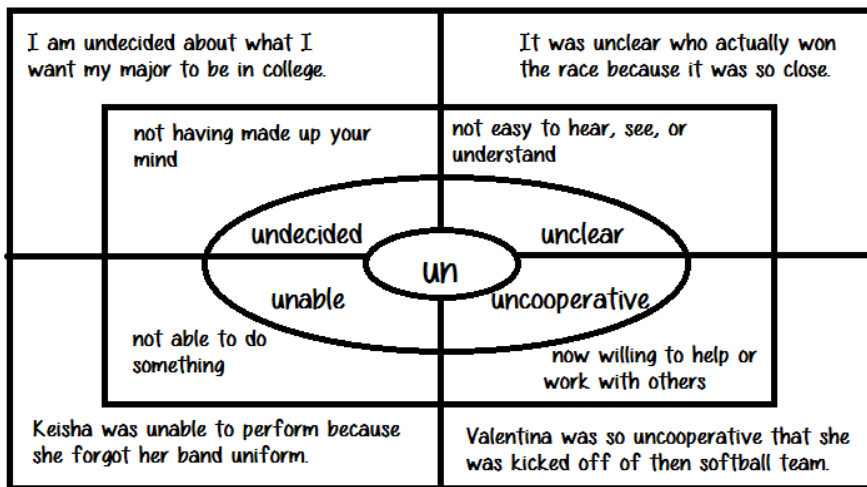 I am undecided about what I
want my major to be in college.
It was unclear who actually won
the race because it was so close.
not having made up your
mind
not easy to hear, see, or
understand
undecided
unclear
un
unable
uncooperative
not able to do
something
now willing to help or
work with others
Keisha was unable to perform because
she forgot her band uniform.
Valentina was so uncooperative that she
was kicked off of then softball team.